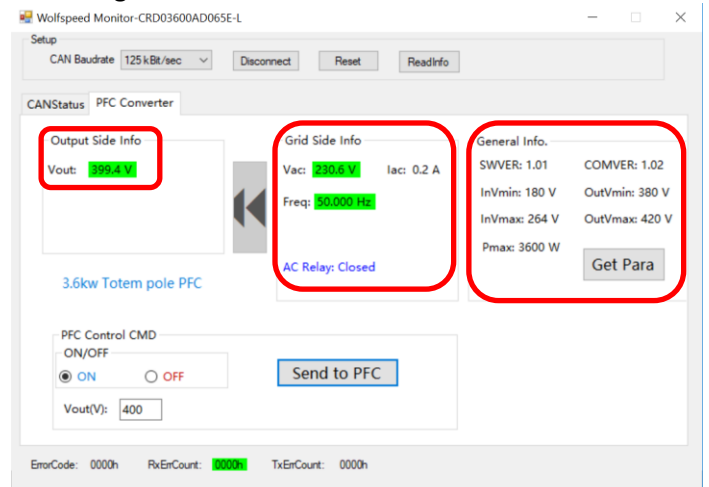 Wolfspeed Monitor-CRD03600AD065E-L
Setup
CAN Baudrate 125 kBit/sec Disconnect Reset ReadInfo
CANStatus PFC Converter
Output Side Info
Vout: 399.4 V
3.6kw Totem pole PFC
Grid Side Info
Vac: 230.6 V Iac: 0.2 A
Freq: 50.000 Hz
AC Relay: Closed
General Info.
SWVER: 1.01 COMVER: 1.02
InVmin: 180 V OutVmin: 380 V
InVmax: 264 V OutVmax: 420 V
Pmax: 3600 W
Get Para
PFC Control CMD
ON/OFF
ON OFF
Send to PFC
Vout(V): 400
ErrorCode: 0000h RxErrCount: 0000h TxErrCount: 0000h